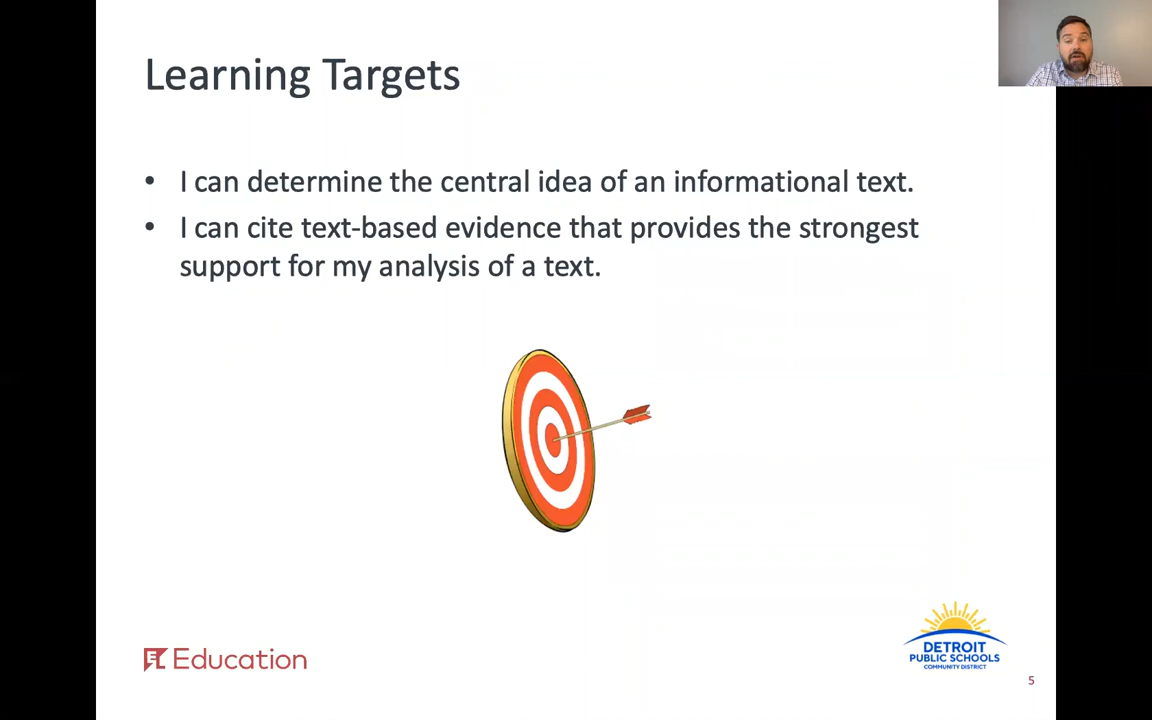 Learning Targets
• I can determine the central idea of an informational text.
• I can cite text-based evidence that provides the strongest
support for my analysis of a text.
EL Education
DETROIT
PUBLIC SCHOOLS
COMMUNITY DISTRICT
5